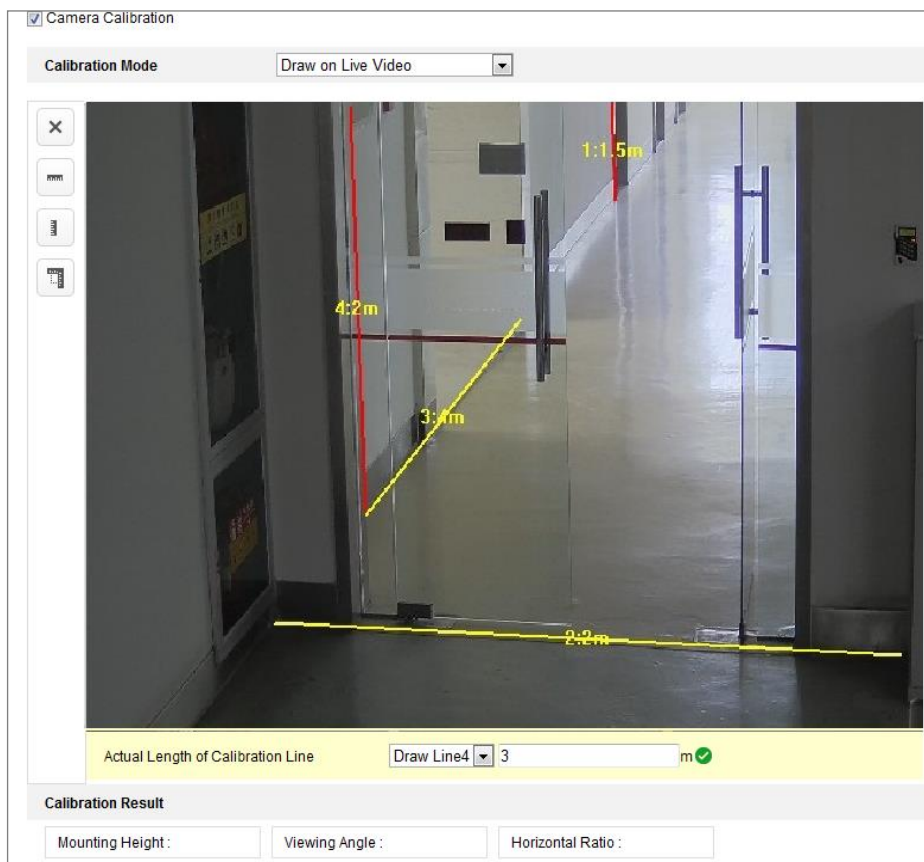 Camera Calibration
Calibration Mode
Draw on Live Video
1:1.5m
4:2m
3:4m
2:2m
Actual Length of Calibration Line
Draw Line4
3
m
Calibration Result
Mounting Height :
Viewing Angle :
Horizontal Ratio :